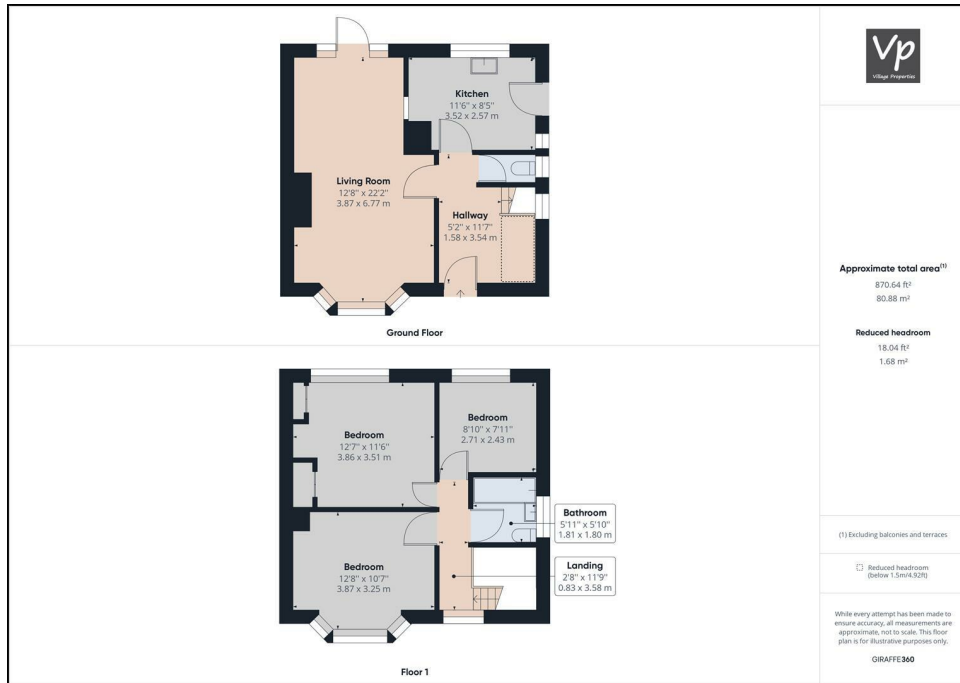 Kitchen
11'6" x 8'5"
3.52 x 2.57 m
Living Room
12'8" x 22'2"
3.87 x 6.77 m
Hallway
5'2" x 11'7"
1.58 x 3.54 m
Ground Floor
Bedroom
12'7" x 11'6"
3.86 x 3.51 m
Bedroom
8'10" x 7'11"
2.71 x 2.43 m
Bathroom
5'11" x 5'10"
1.81 x 1.80 m
Bedroom
12'8" x 10'7"
3.87 x 3.25 m
Landing
2'8" x 11'9"
0.83 x 3.58 m
Floor 1
Vp
Village Properties
Approximate total area(1)
870.64 ft²
80.88 m²
Reduced headroom
18.04 ft²
1.68 m²
(1) Excluding balconies and terraces
Reduced headroom
(below 1.5m/4.92ft)
While every attempt has been made to
ensure accuracy, all measurements are
approximate, not to scale. This floor
plan is for illustrative purposes only.
GIRAFFE360